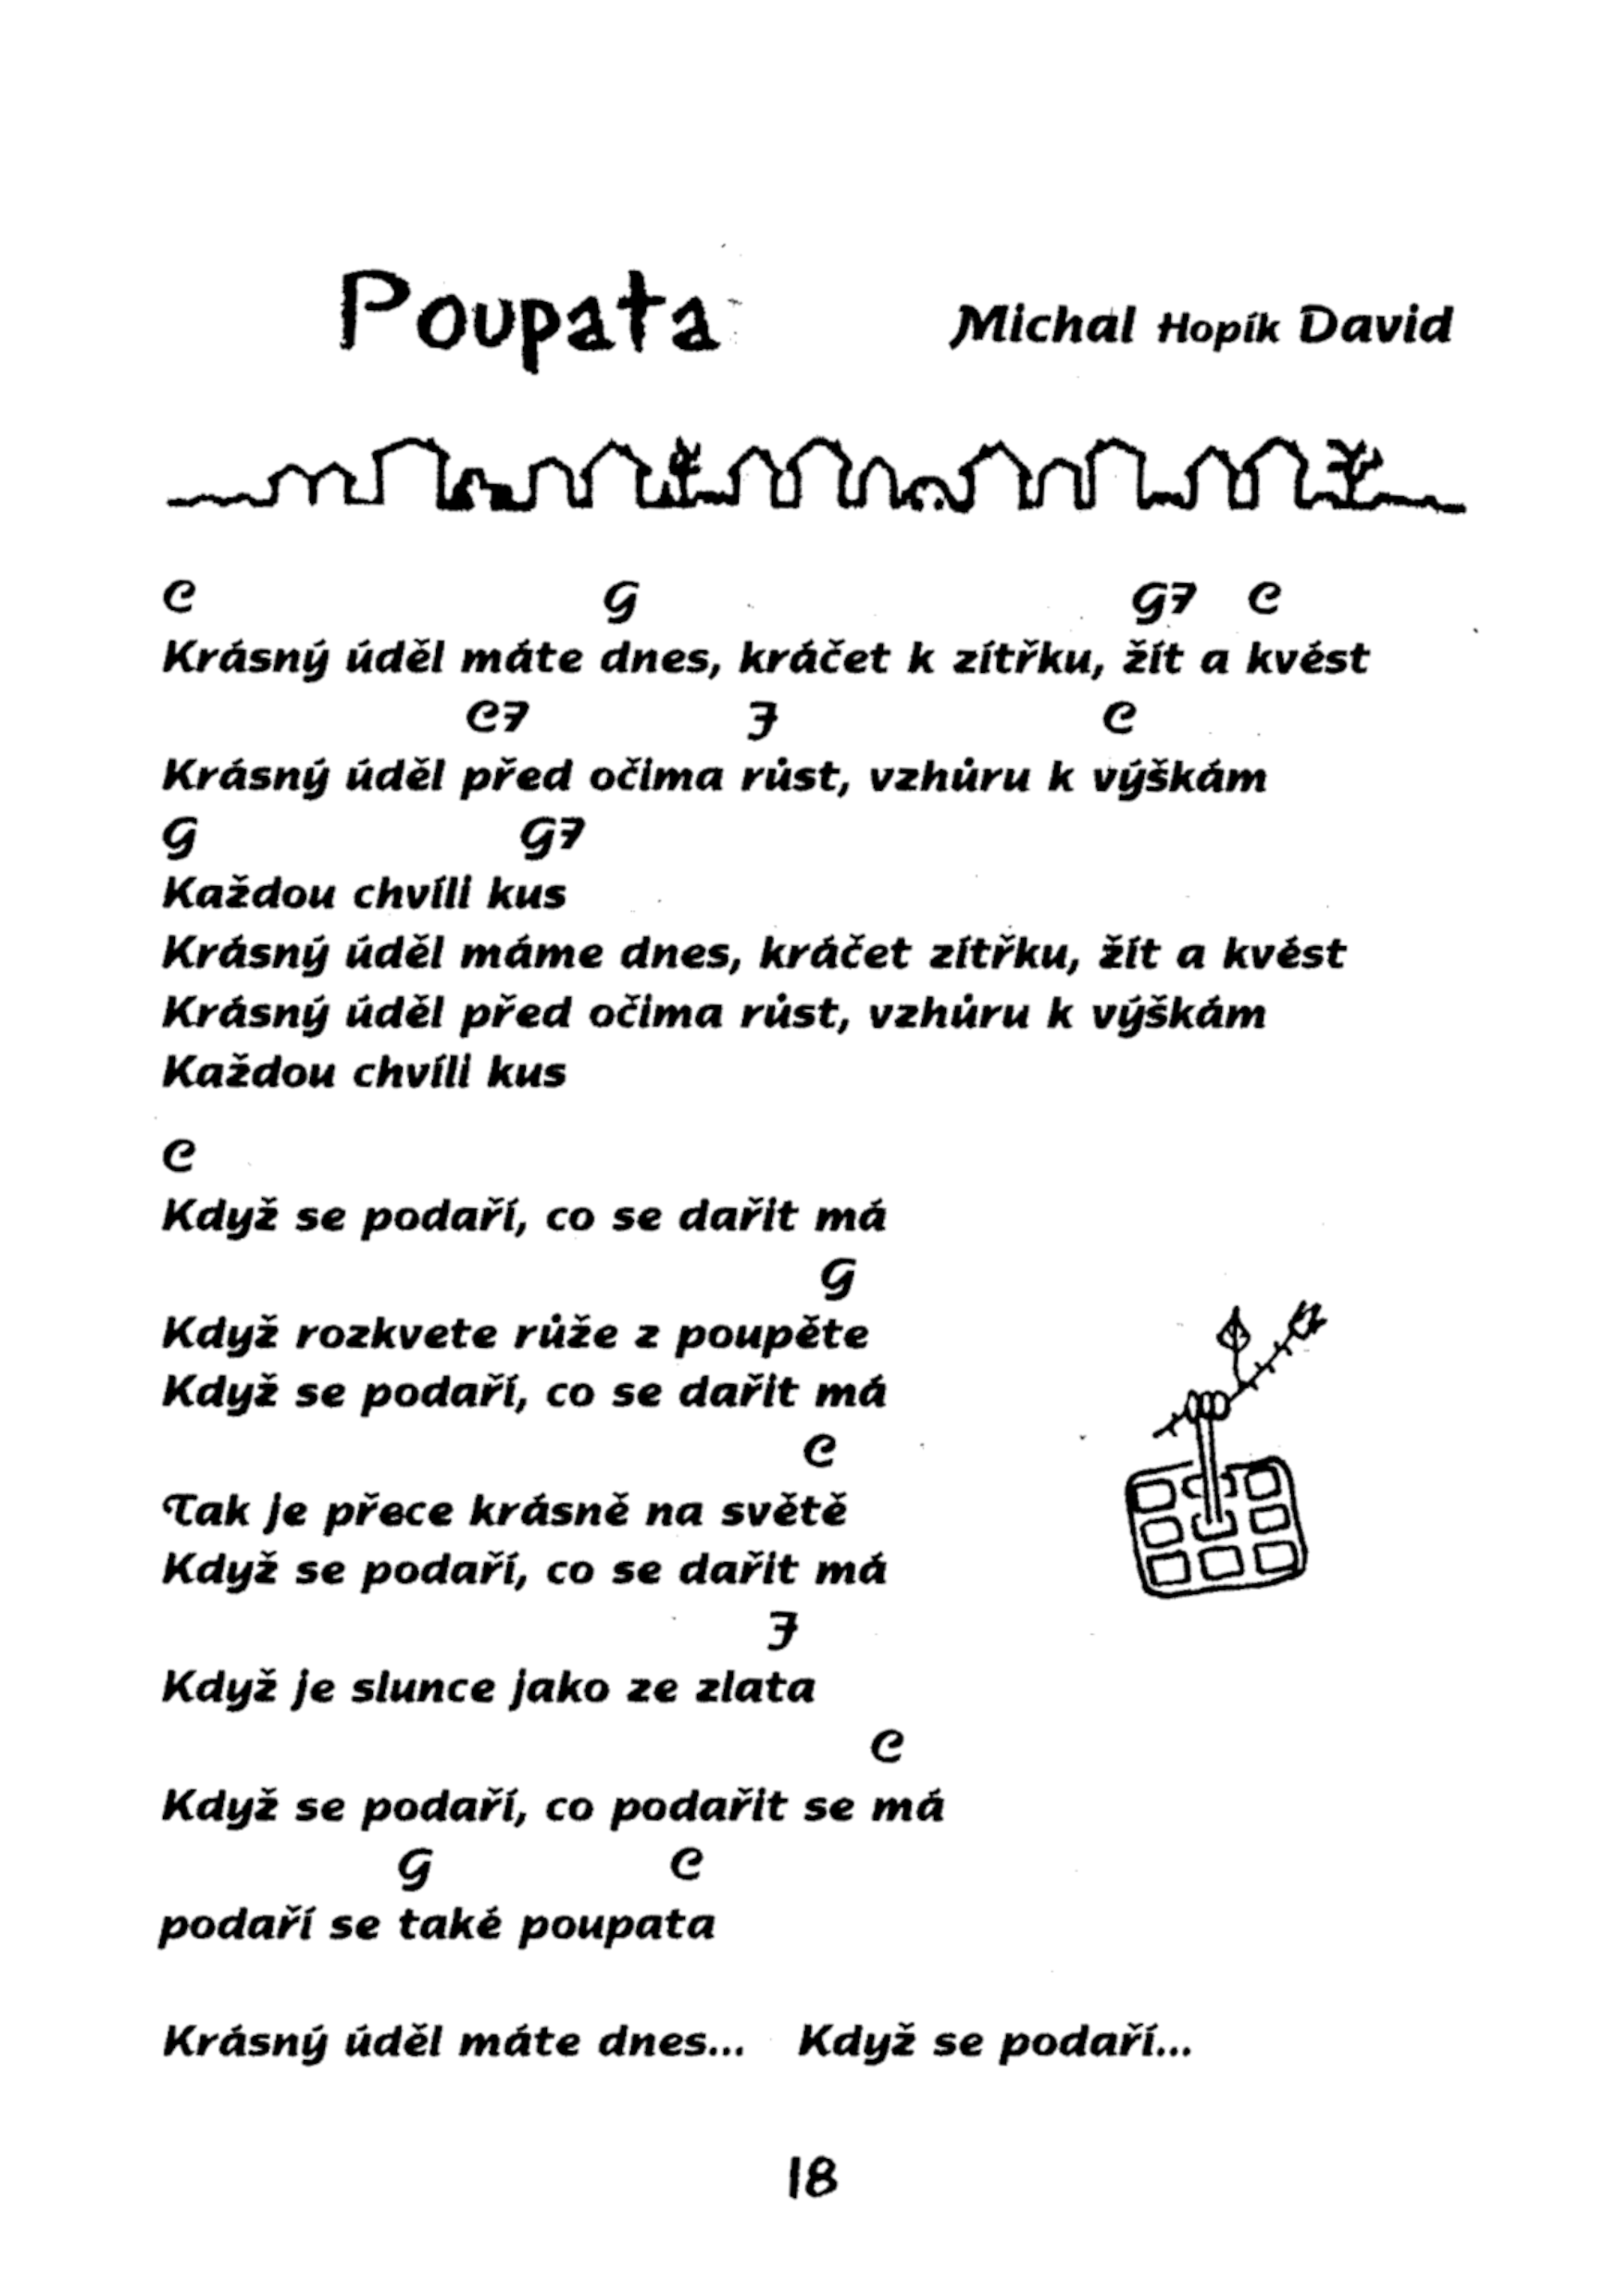 Poupata Michal Hopík David
C G G7 C
Krásný úděl máte dnes, kráčet k zítřku, žít a kvést
C7 F C
Krásný úděl před očima růst, vzhůru k výškám
G G7
Každou chvíli kus
Krásný úděl máme dnes, kráčet zítřku, žít a kvést
Krásný úděl před očima růst, vzhůru k výškám
Každou chvíli kus
C
Když se podaří, co se dařit má
G
Když rozkvete růže z poupěte
Když se podaří, co se dařit má
C
Tak je přece krásně na světě
Když se podaří, co se dařit má
F
Když je slunce jako ze zlata
C
Když se podaří, co podařit se má
G C
podaří se také poupata
Krásný úděl máte dnes... Když se podaří...
18